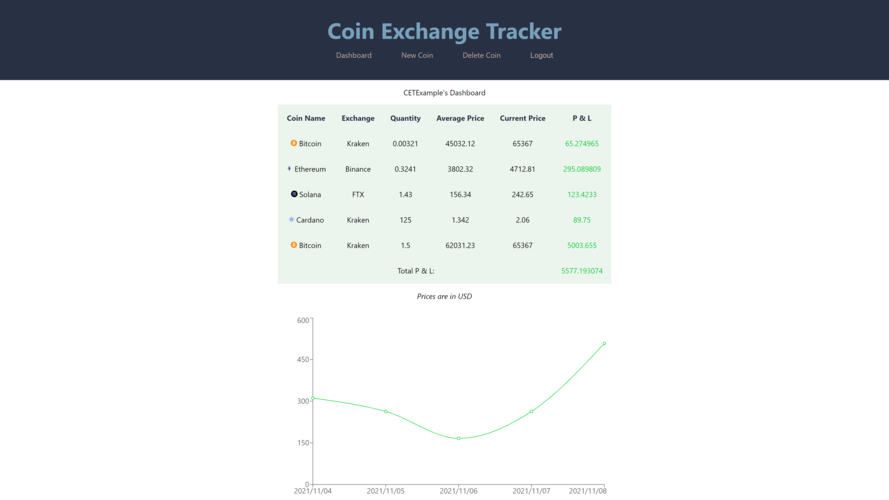 Coin Exchange Tracker
Dashboard New Coin Delete Coin Logout
CETExample's Dashboard
Coin Name Exchange Quantity Average Price Current Price P & L
Bitcoin Kraken 0.00321 45032.12 65367 65.274965
Ethereum Binance 0.3241 3802.32 4712.81 295.089809
Solana FTX 1.43 156.34 242.65 123.4233
Cardano Kraken 125 1.342 2.06 89.75
Bitcoin Kraken 1.5 62031.23 65367 5003.655
Total P & L: 5577.193074
Prices are in USD
600
450
300
150
0
2021/11/04 2021/11/05 2021/11/06 2021/11/07 2021/11/08